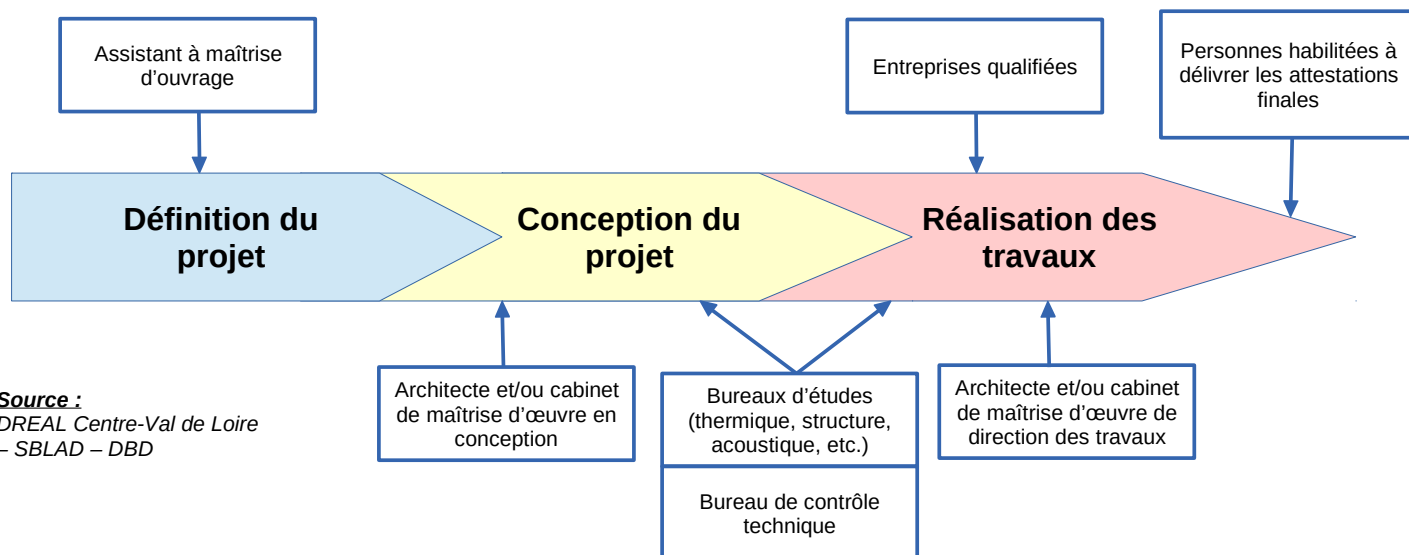 Assistant à maîtrise
d'ouvrage
Entreprises qualifiées
Personnes habilitées à
délivrer les attestations
finales
Définition du
projet
Conception du
projet
Réalisation des
travaux
Architecte et/ou cabinet
de maîtrise d'œuvre en
conception
Bureaux d'études
(thermique, structure,
acoustique, etc.)
Bureau de contrôle
technique
Architecte et/ou cabinet
de maîtrise d'œuvre de
direction des travaux
Source :
DREAL Centre-Val de Loire
– SBLAD – DBD